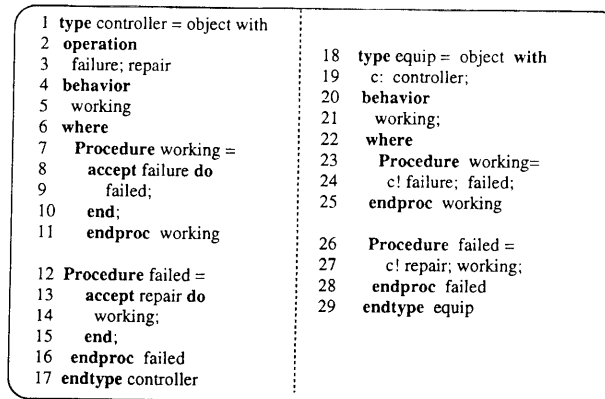 1 type controller = object with
2 operation
3 failure; repair
4 behavior
5 working
6 where
7 Procedure working =
8 accept failure do
9 failed;
10 end;
11 endproc working
12 Procedure failed =
13 accept repair do
14 working;
15 end;
16 endproc failed
17 endtype controller
18 type equip = object with
19 c: controller;
20 behavior
21 working;
22 where
23 Procedure working=
24 c! failure; failed;
25 endproc working
26 Procedure failed =
27 c! repair; working;
28 endproc failed
29 endtype equip